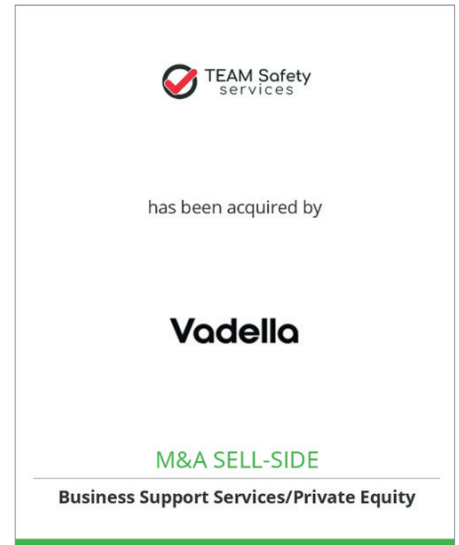 TEAM Safety
services
has been acquired by
Vadella
M&A SELL-SIDE
Business Support Services/Private Equity